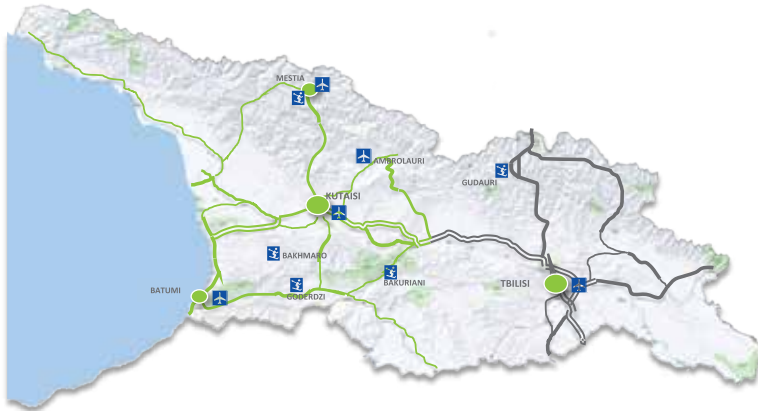 MESTIA
AMBROLAURI
GUDAURI
KUTAISI
BAKHMARO
BAKURIANI
TBILISI
BATUMI
GODERDZI